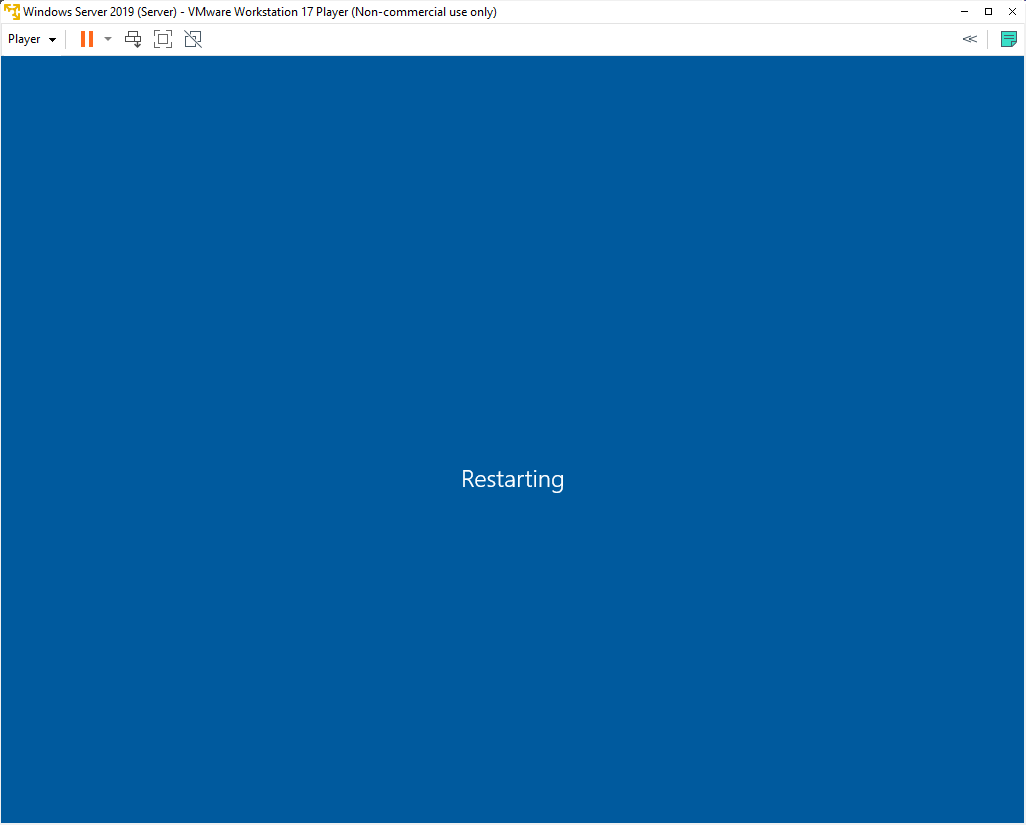 Windows Server 2019 (Server) - VMware Workstation 17 Player (Non-commercial use only)
Player
Restarting